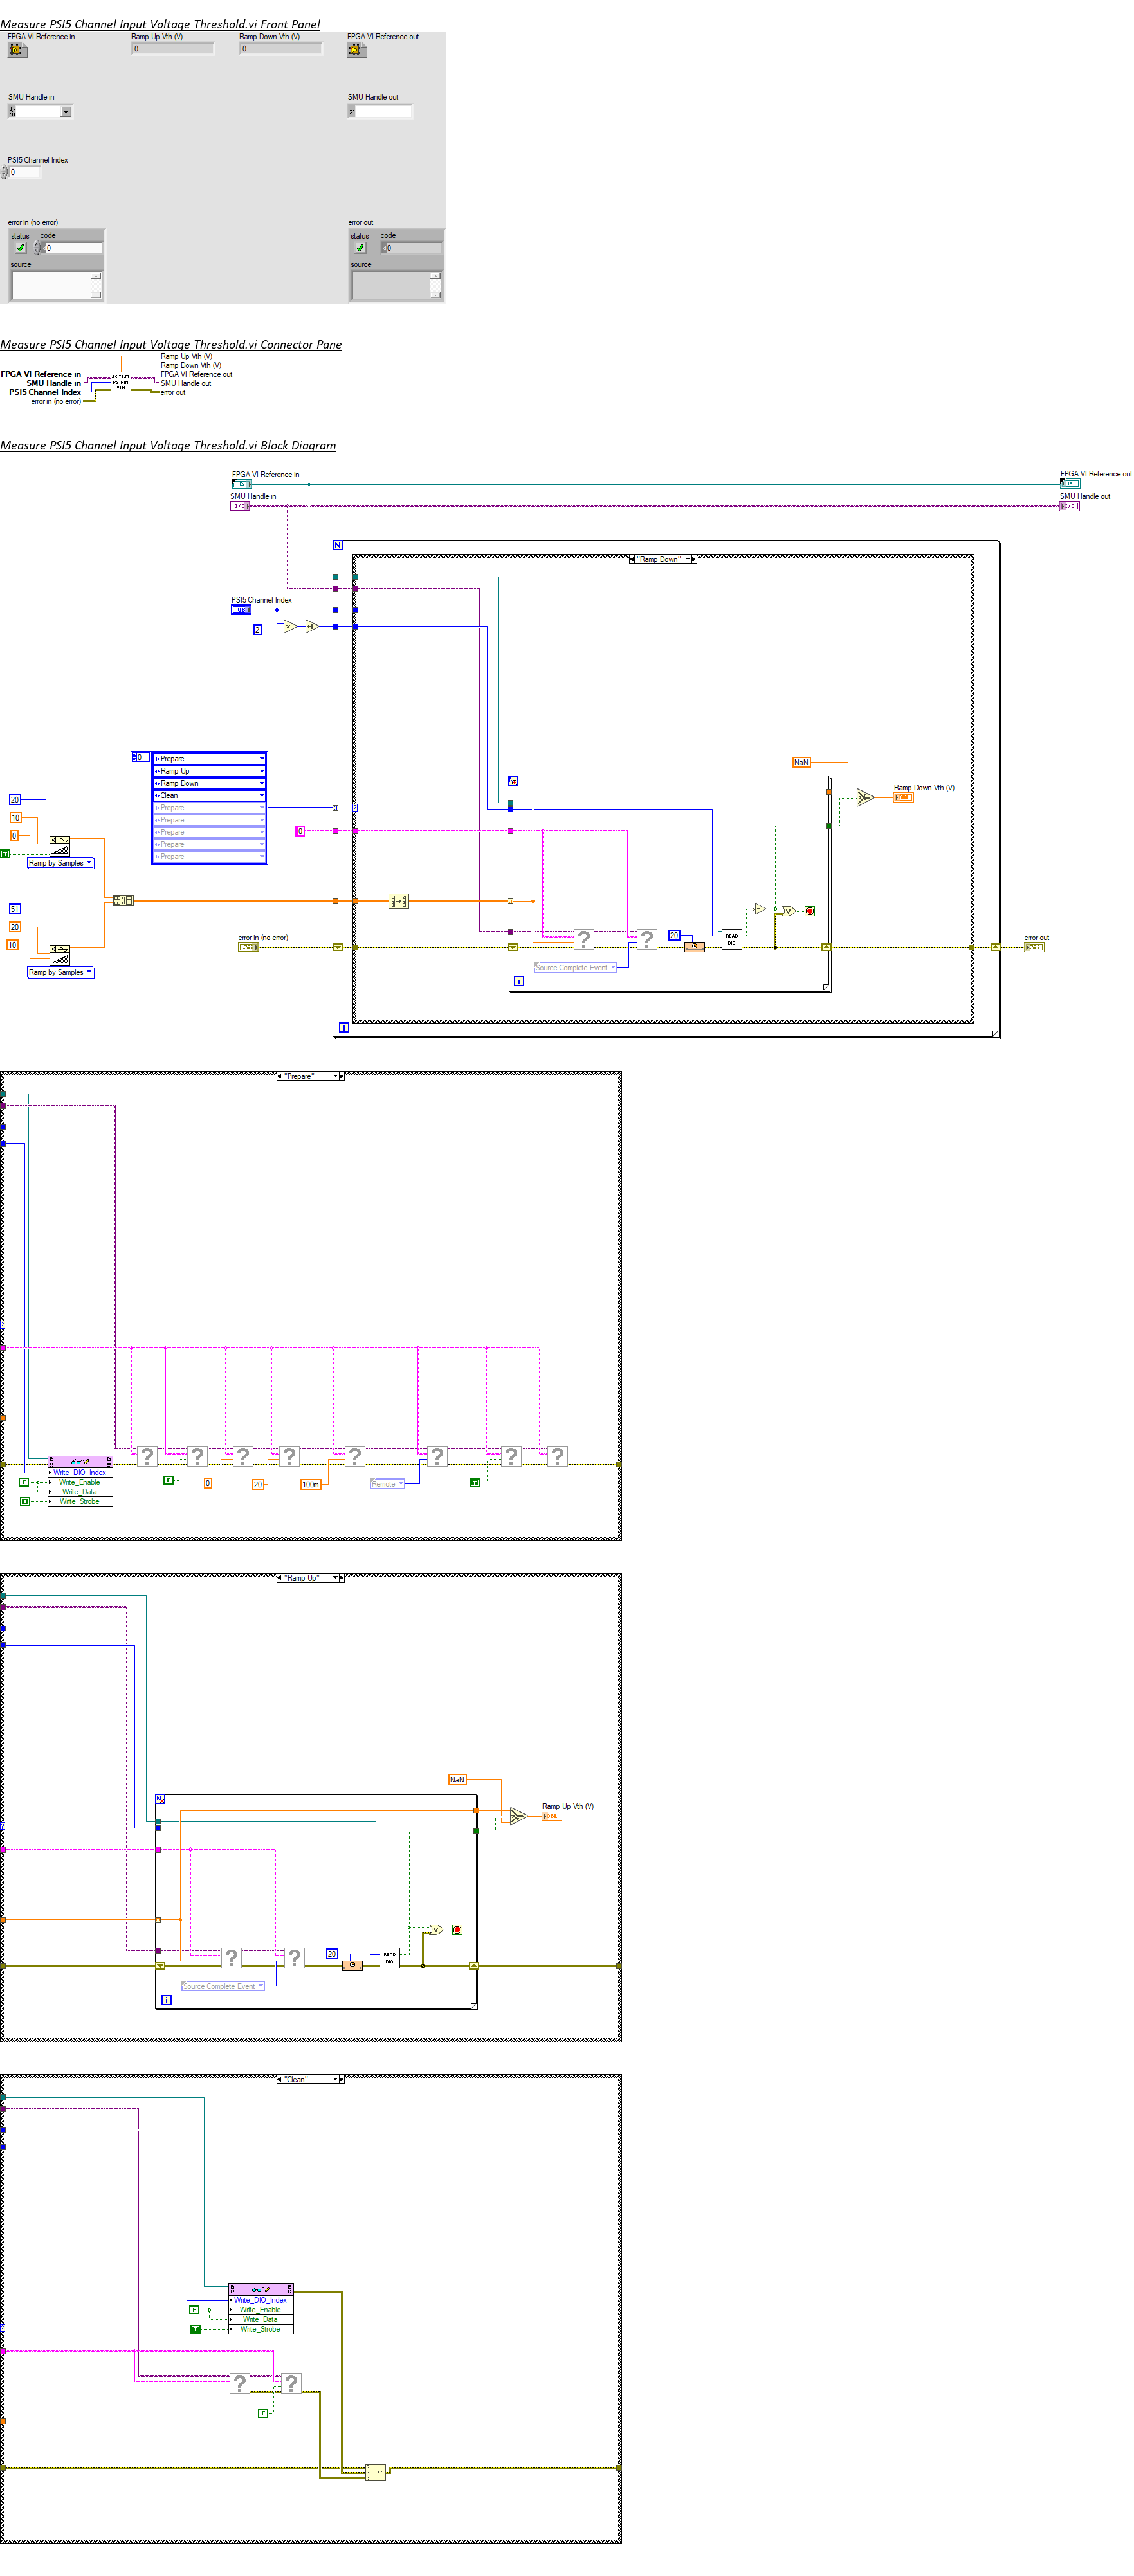 Measure PSI5 Channel Input Voltage Threshold.vi Front Panel
FPGA VI Reference in
Ramp Up Vth (V)
0
Ramp Down Vth (V)
0
FPGA VI Reference out
SMU Handle in
SMU Handle out
PSI5 Channel Index
0
error in (no error)
status
code
0
source
error out
status
code
0
source
Measure PSI5 Channel Input Voltage Threshold.vi Connector Pane
Ramp Up Vth (V)
Ramp Down Vth (V)
FPGA VI Reference in
FPGA VI Reference out
SMU Handle in
SMU Handle out
PSI5 Channel Index
error out
error in (no error)
Measure PSI5 Channel Input Voltage Threshold.vi Block Diagram
FPGA VI Reference in
FPGA VI Reference out
SMU Handle in
SMU Handle out
N
"Ramp Down"
PSI5 Channel Index
U8
2
0
Prepare
Ramp Up
Ramp Down
Clean
Prepare
Prepare
Prepare
Prepare
Prepare
20
10
0
T
Ramp by Samples
51
20
10
Ramp by Samples
0
NaN
Ramp Down Vth (V)
DBL
error in (no error)
20
READ
DIO
Source Complete Event
i
i
error out
"Prepare"
Write_DIO_Index
Write_Enable
Write_Data
Write_Strobe
F
T
F
0
20
100m
Remote
T
"Ramp Up"
NaN
Ramp Up Vth (V)
DBL
20
READ
DIO
Source Complete Event
i
"Clean"
Write_DIO_Index
Write_Enable
Write_Data
Write_Strobe
F
T
F